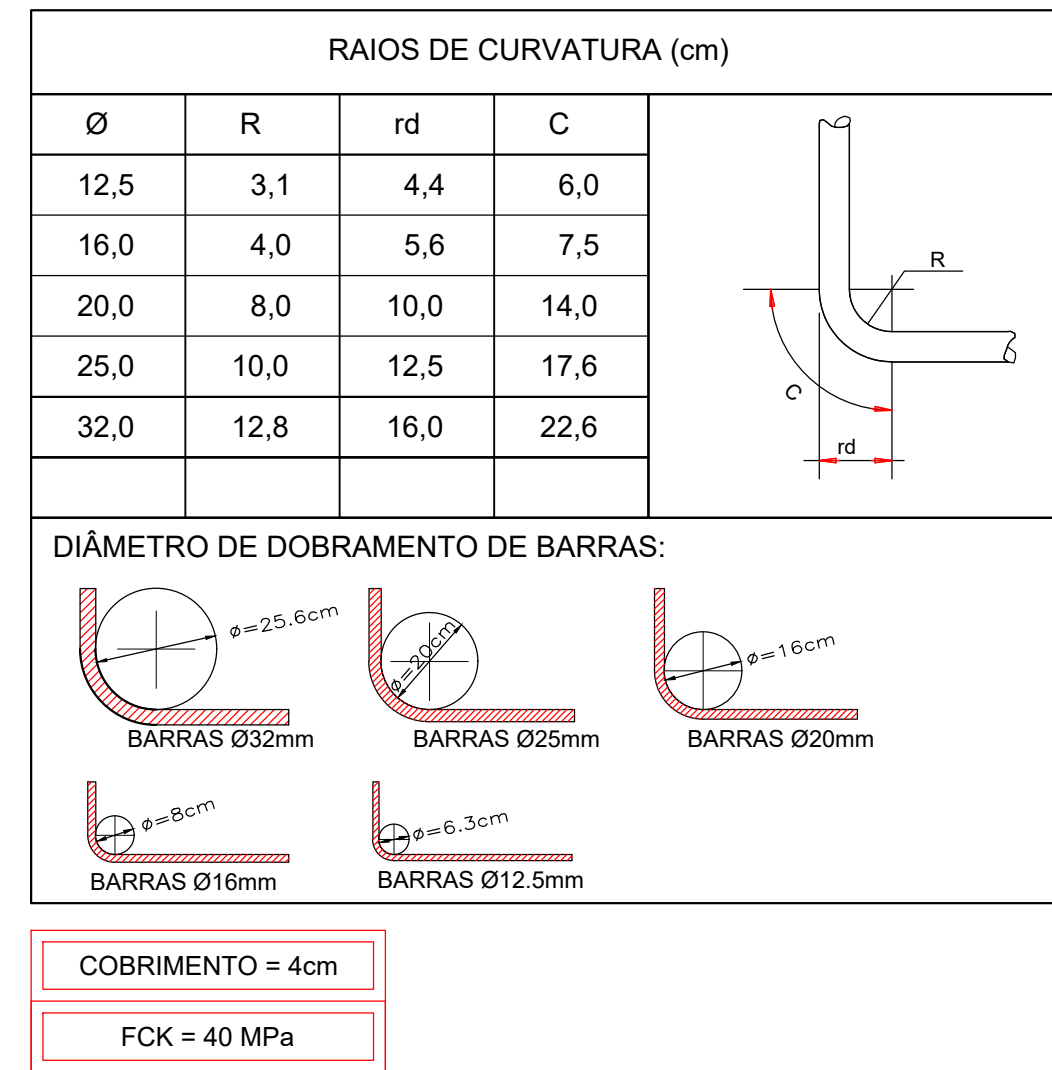 RAIOS DE CURVATURA (cm)
Ø R rd C
12,5 3,1 4,4 6,0
16,0 4,0 5,6 7,5
20,0 8,0 10,0 14,0
25,0 10,0 12,5 17,6
32,0 12,8 16,0 22,6
R
C
rd
DIÂMETRO DE DOBRAMENTO DE BARRAS:
ø=25.6cm
BARRAS Ø32mm
ø=20cm
BARRAS Ø25mm
ø=16cm
BARRAS Ø20mm
ø=8cm
BARRAS Ø16mm
ø=6.3cm
BARRAS Ø12.5mm
COBRIMENTO = 4cm
FCK = 40 MPa